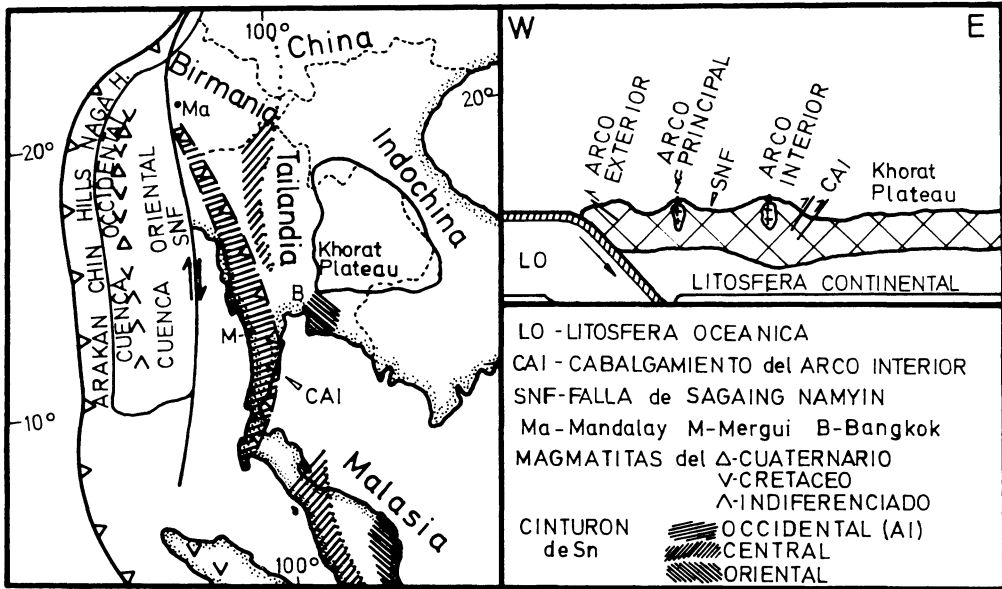 100°
China
Birmania
Ma
20°
20°
ARAKAN CHIN HILLS NAGA H.
CUENCA OCCIDENTAL
CUENCA ORIENTAL
SNF
Tailandia
Indochina
Khorat
Plateau
B
M
CAI
10°
Malasia
100°
W
E
ARCO
EXTERIOR
ARCO
PRINCIPAL
SNF
ARCO
INTERIOR
CAI
Khorat
Plateau
LO
LITOSFERA CONTINENTAL
LO -LITOSFERA OCEANICA
CAI - CABALGAMIENTO del ARCO INTERIOR
SNF-FALLA de SAGAING NAMYIN
Ma-Mandalay M-Mergui B-Bangkok
MAGMATITAS del Δ-CUATERNARIO
V-CRETACEO
Λ-INDIFERENCIADO
CINTURON
de Sn
OCCIDENTAL (AI)
CENTRAL
ORIENTAL